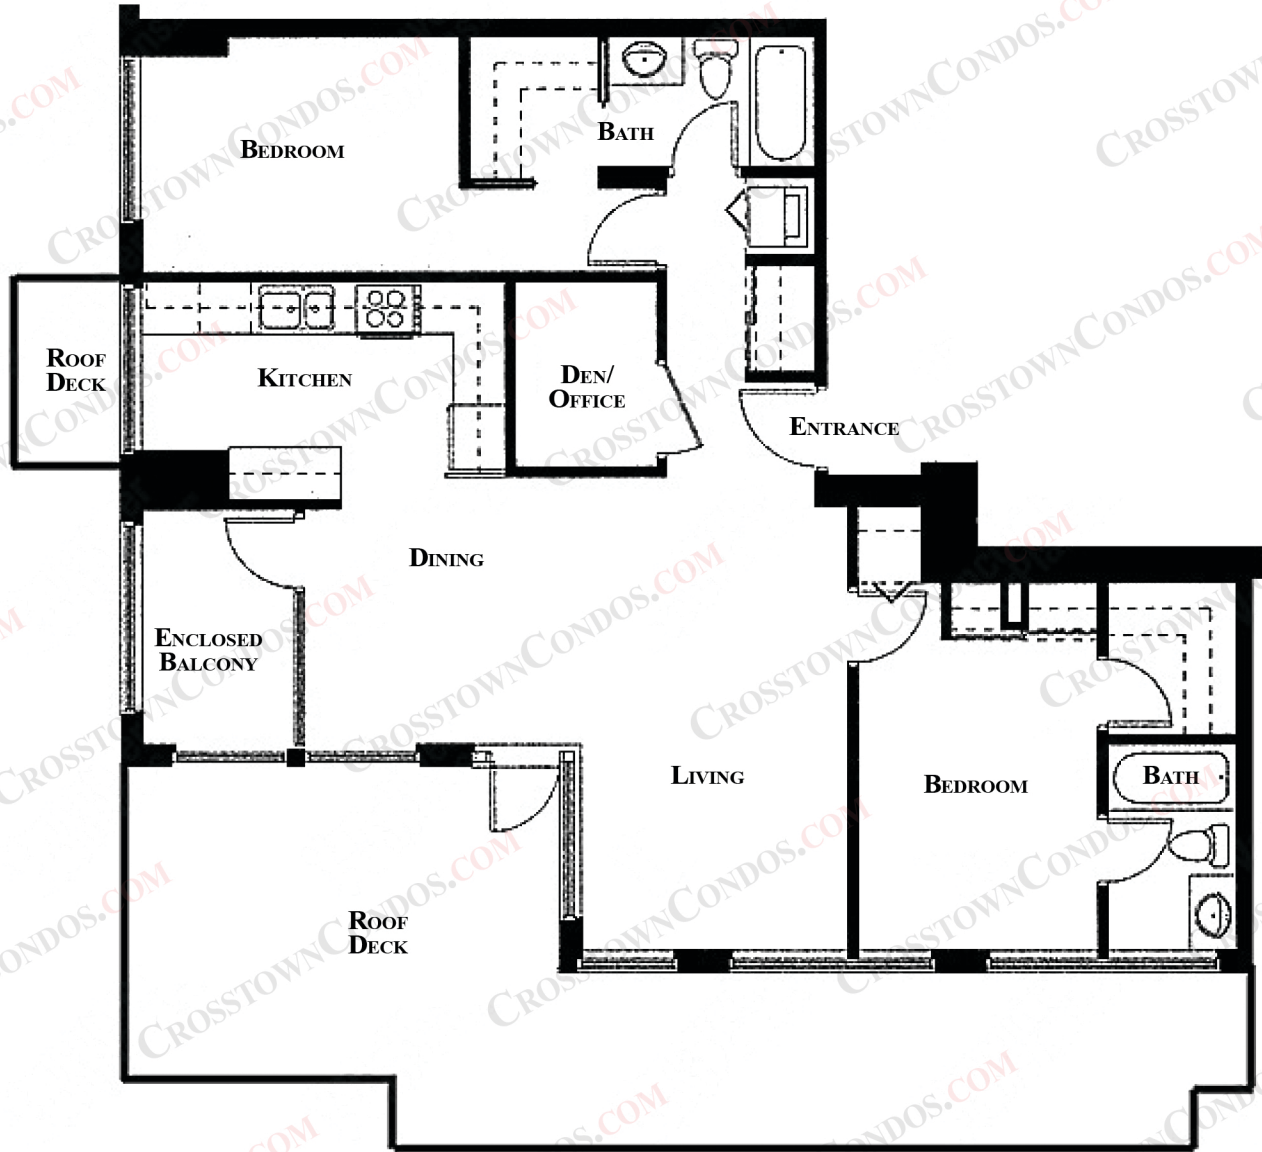 BATH
BEDROOM
ROOF
DECK
KITCHEN
DEN/
OFFICE
ENTRANCE
DINING
ENCLOSED
BALCONY
LIVING
BEDROOM
BATH
ROOF
DECK
CROSSTOWNCONDOS.COM